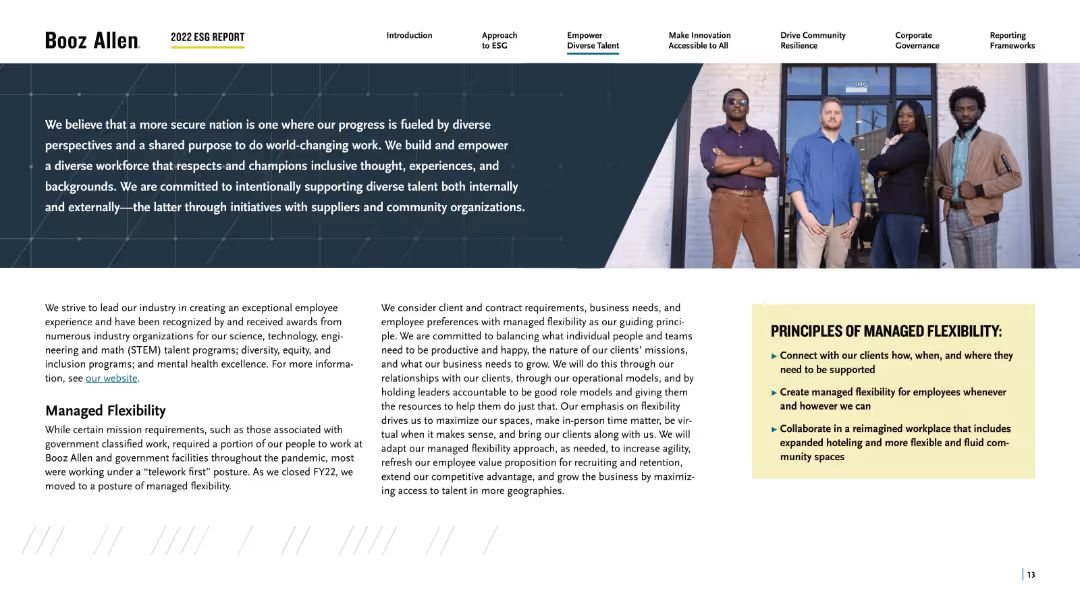 Booz Allen
2022 ESG REPORT
Introduction
Approach
to ESG
Empower
Diverse Talent
Make Innovation
Accessible to All
Drive Community
Resilience
Corporate
Governance
Reporting
Frameworks
We believe that a more secure nation is one where our progress is fueled by diverse
perspectives and a shared purpose to do world-changing work. We build and empower
a diverse workforce that respects and champions inclusive thought, experiences, and
backgrounds. We are committed to intentionally supporting diverse talent both internally
and externally—the latter through initiatives with suppliers and community organizations.
We strive to lead our industry in creating an exceptional employee
experience and have been recognized by and received awards from
numerous industry organizations for our science, technology, engi-
neering and math (STEM) talent programs; diversity, equity, and
inclusion programs; and mental health excellence. For more informa-
tion, see our website.
Managed Flexibility
While certain mission requirements, such as those associated with
government classified work, required a portion of our people to work at
Booz Allen and government facilities throughout the pandemic, most
were working under a “telework first” posture. As we closed FY22, we
moved to a posture of managed flexibility.
We consider client and contract requirements, business needs, and
employee preferences with managed flexibility as our guiding princi-
ple. We are committed to balancing what individual people and teams
need to be productive and happy, the nature of our clients’ missions,
and what our business needs to grow. We will do this through our
relationships with our clients, through our operational models, and by
holding leaders accountable to be good role models and giving them
the resources to help them do just that. Our emphasis on flexibility
drives us to maximize our spaces, make in-person time matter, be vir-
tual when it makes sense, and bring our clients along with us. We will
adapt our managed flexibility approach, as needed, to increase agility,
refresh our employee value proposition for recruiting and retention,
extend our competitive advantage, and grow the business by maximiz-
ing access to talent in more geographies.
PRINCIPLES OF MANAGED FLEXIBILITY:
▸ Connect with our clients how, when, and where they
need to be supported
▸ Create managed flexibility for employees whenever
and however we can
▸ Collaborate in a reimagined workplace that includes
expanded hoteling and more flexible and fluid com-
munity spaces
13